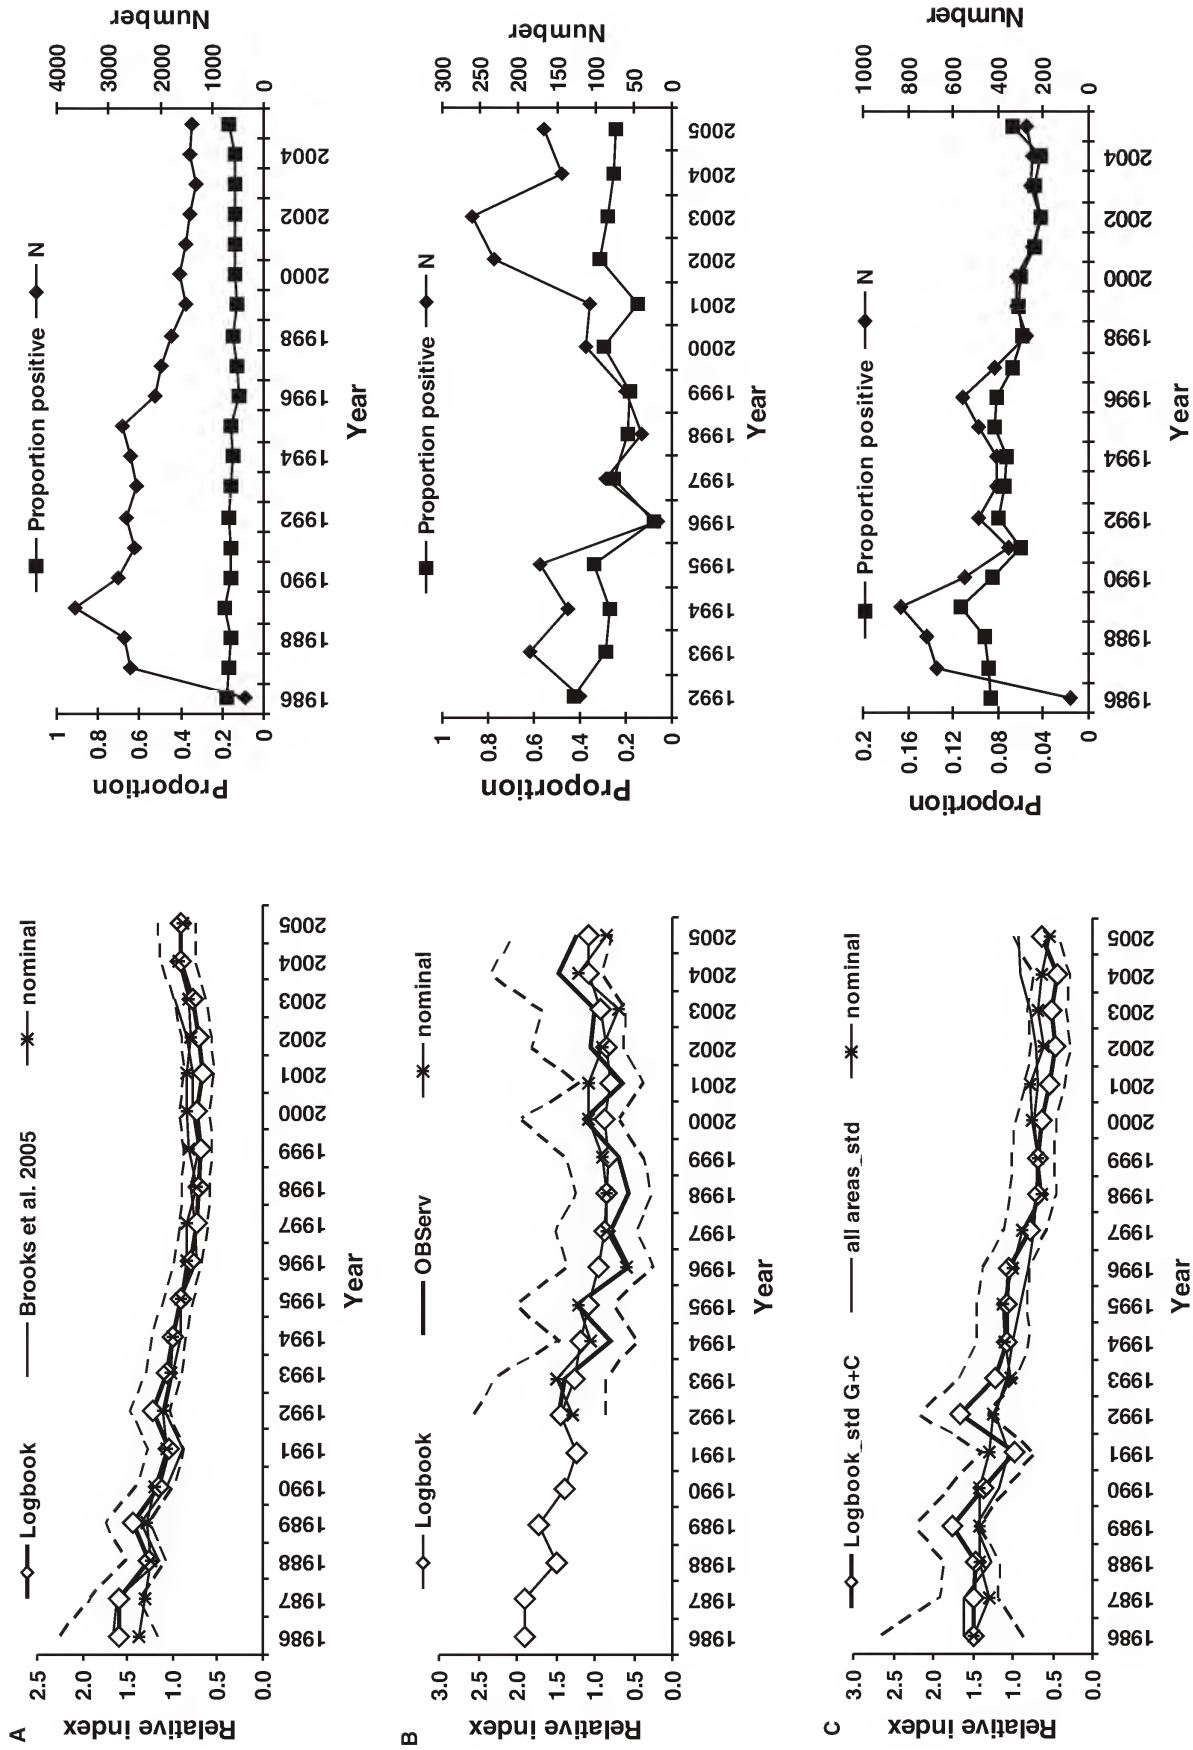 A
Logbook
Brooks et al. 2005
nominal
Relative index
2.5
2.0
1.5
1.0
0.5
0.0
1986 1987 1988 1989 1990 1991 1992 1993 1994 1995 1996 1997 1998 1999 2000 2001 2002 2003 2004 2005
Year
Proportion positive
N
Proportion
1
0.8
0.6
0.4
0.2
0
Number
4000
3000
2000
1000
0
1986 1988 1990 1992 1994 1996 1998 2000 2002 2004
Year
B
Logbook
OBServ
nominal
Relative index
3.0
2.5
2.0
1.5
1.0
0.5
0.0
1986 1987 1988 1989 1990 1991 1992 1993 1994 1995 1996 1997 1998 1999 2000 2001 2002 2003 2004 2005
Year
Proportion positive
N
Proportion
1
0.8
0.6
0.4
0.2
0
Number
300
250
200
150
100
50
0
1992 1993 1994 1995 1996 1997 1998 1999 2000 2001 2002 2003 2004 2005
Year
C
Logbook_std G+C
all areas_std
nominal
Relative index
3.0
2.5
2.0
1.5
1.0
0.5
0.0
1986 1987 1988 1989 1990 1991 1992 1993 1994 1995 1996 1997 1998 1999 2000 2001 2002 2003 2004 2005
Year
Proportion positive
N
Proportion
0.2
0.16
0.12
0.08
0.04
0
Number
1000
800
600
400
200
0
1986 1988 1990 1992 1994 1996 1998 2000 2002 2004
Year